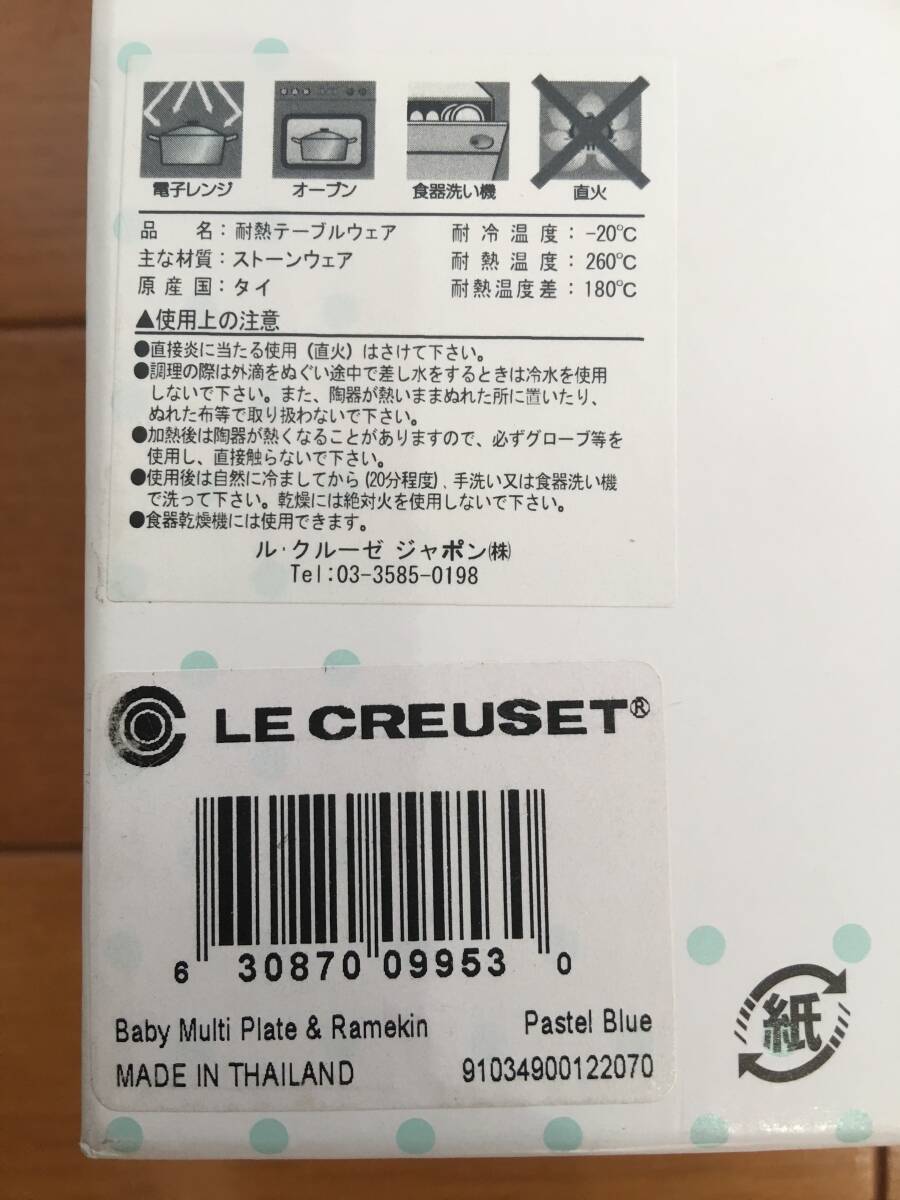 電子レンジ オーブン 食器洗い機 直火
品名：耐熱テーブルウェア 耐冷温度：-20℃
主な材質：ストーンウェア 耐熱温度：260℃
原産国：タイ 耐熱温度差：180℃
▲使用上の注意
●直接炎に当たる使用（直火）はさけて下さい。
●調理の際は外滴をぬぐい途中で差し水をするときは冷水を使用
しないで下さい。また、陶器が熱いままぬれた所に置いたり、
ぬれた布等で取り扱わないで下さい。
●加熱後は陶器が熱くなることがありますので、必ずグローブ等を
使用し、直接触らないで下さい。
●使用後は自然に冷ましてから（20分程度）、手洗い又は食器洗い機
で洗って下さい。乾燥には絶対火を使用しないで下さい。
●食器乾燥機には使用できます。
ル・クルーゼ ジャポン㈱
Tel:03-3585-0198
LE CREUSET®
6 30870 09953 0
Baby Multi Plate & Ramekin Pastel Blue
MADE IN THAILAND 91034900122070
紙